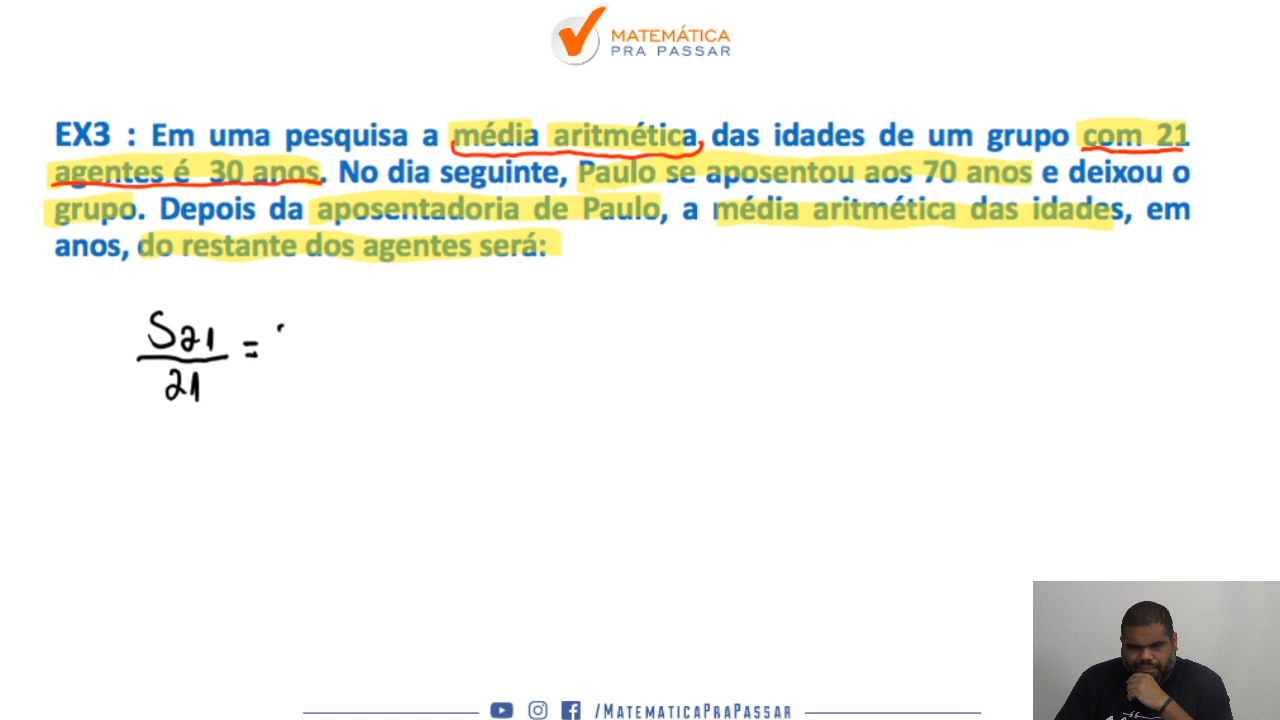 MATEMÁTICA
PRA PASSAR
EX3 : Em uma pesquisa a média aritmética das idades de um grupo com 21
agentes é 30 anos. No dia seguinte, Paulo se aposentou aos 70 anos e deixou o
grupo. Depois da aposentadoria de Paulo, a média aritmética das idades, em
anos, do restante dos agentes será:
S21
=
21
/MATEMATICAPRAPASSAR